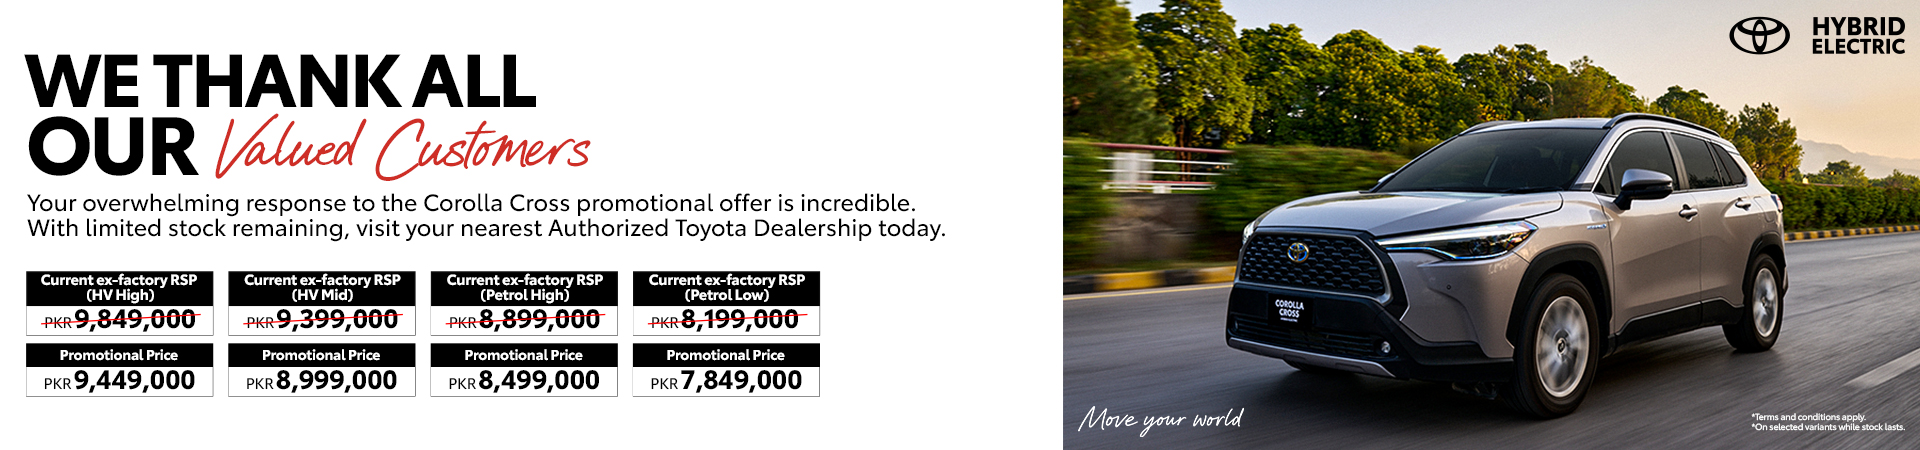 WE THANK ALL
OUR Valued Customers
Your overwhelming response to the Corolla Cross promotional offer is incredible.
With limited stock remaining, visit your nearest Authorized Toyota Dealership today.
Current ex-factory RSP
(HV High)
PKR 9,849,000
Promotional Price
PKR 9,449,000
Current ex-factory RSP
(HV Mid)
PKR 9,399,000
Promotional Price
PKR 8,999,000
Current ex-factory RSP
(Petrol High)
PKR 8,899,000
Promotional Price
PKR 8,499,000
Current ex-factory RSP
(Petrol Low)
PKR 8,199,000
Promotional Price
PKR 7,849,000
HYBRID
ELECTRIC
COROLLA
CROSS
HYBRID ELECTRIC
Move your world
*Terms and conditions apply.
*On selected variants while stock lasts.